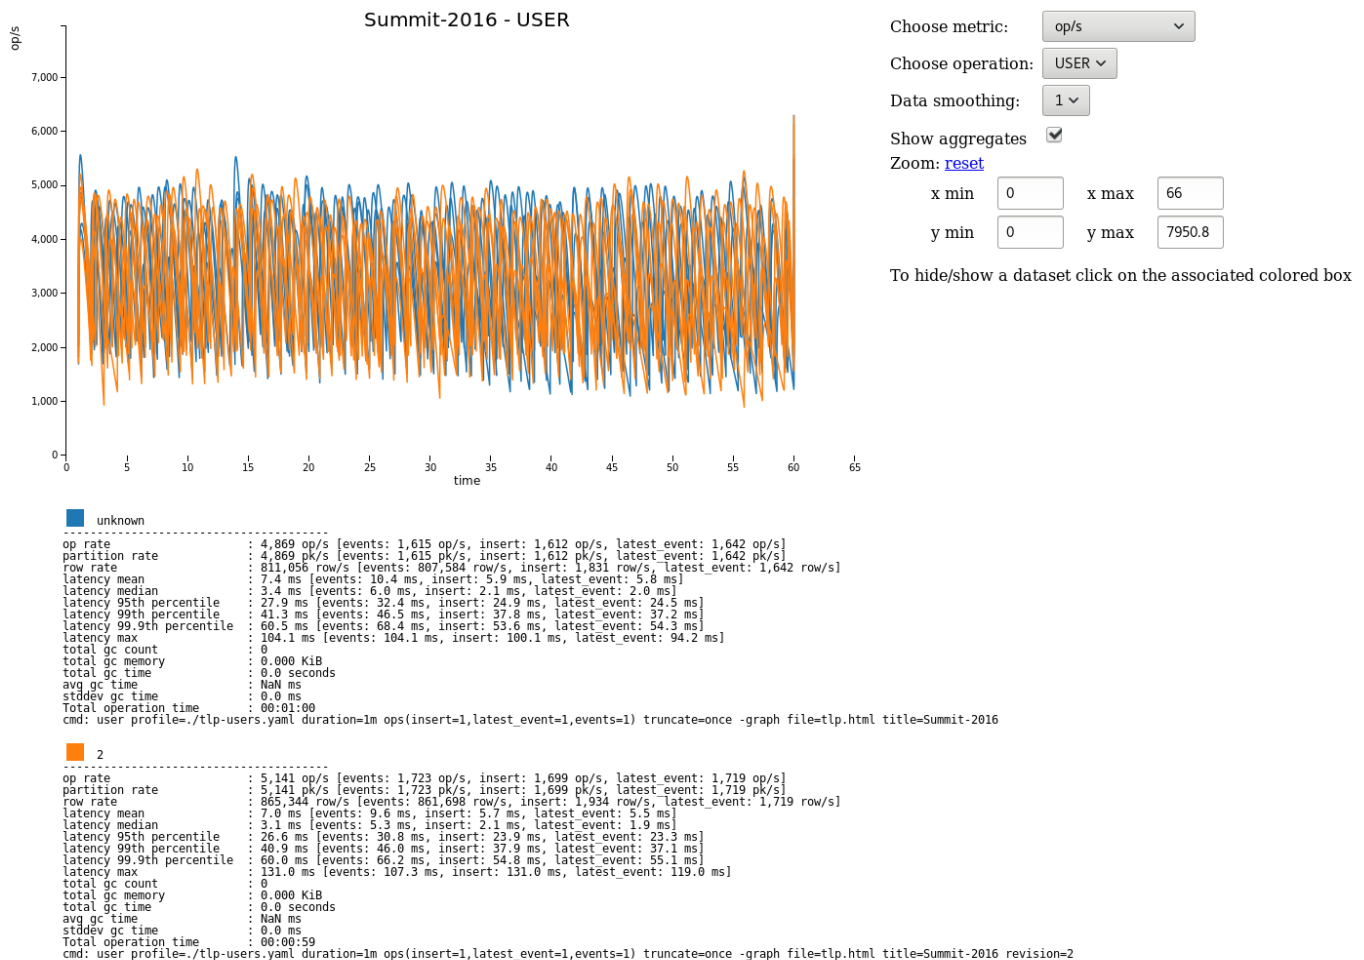 Summit-2016 - USER
op/s
7,000
6,000
5,000
4,000
3,000
2,000
1,000
0
0 5 10 15 20 25 30 35 40 45 50 55 60 65
time
Choose metric: op/s
Choose operation: USER
Data smoothing: 1
Show aggregates
Zoom: reset
x min 0 x max 66
y min 0 y max 7950.8
To hide/show a dataset click on the associated colored box
unknown
---------------------------------------
op rate : 4,869 op/s [events: 1,615 op/s, insert: 1,612 op/s, latest_event: 1,642 op/s]
partition rate : 4,869 pk/s [events: 1,615 pk/s, insert: 1,612 pk/s, latest_event: 1,642 pk/s]
row rate : 811,056 row/s [events: 807,584 row/s, insert: 1,831 row/s, latest_event: 1,642 row/s]
latency mean : 7.4 ms [events: 10.4 ms, insert: 5.9 ms, latest_event: 5.8 ms]
latency median : 3.4 ms [events: 6.0 ms, insert: 2.1 ms, latest_event: 2.0 ms]
latency 95th percentile : 27.9 ms [events: 32.4 ms, insert: 24.9 ms, latest_event: 24.5 ms]
latency 99th percentile : 41.3 ms [events: 46.5 ms, insert: 37.8 ms, latest_event: 37.2 ms]
latency 99.9th percentile : 60.5 ms [events: 68.4 ms, insert: 53.6 ms, latest_event: 54.3 ms]
latency max : 104.1 ms [events: 104.1 ms, insert: 100.1 ms, latest_event: 94.2 ms]
total gc count : 0
total gc memory : 0.000 KiB
total gc time : 0.0 seconds
avg gc time : NaN ms
stddev gc time : 0.0 ms
Total operation time : 00:01:00
cmd: user profile=./tlp-users.yaml duration=1m ops(insert=1,latest_event=1,events=1) truncate=once -graph file=tlp.html title=Summit-2016
2
---------------------------------------
op rate : 5,141 op/s [events: 1,723 op/s, insert: 1,699 op/s, latest_event: 1,719 op/s]
partition rate : 5,141 pk/s [events: 1,723 pk/s, insert: 1,699 pk/s, latest_event: 1,719 pk/s]
row rate : 865,344 row/s [events: 861,698 row/s, insert: 1,934 row/s, latest_event: 1,719 row/s]
latency mean : 7.0 ms [events: 9.6 ms, insert: 5.7 ms, latest_event: 5.5 ms]
latency median : 3.1 ms [events: 5.3 ms, insert: 2.1 ms, latest_event: 1.9 ms]
latency 95th percentile : 26.6 ms [events: 30.8 ms, insert: 23.9 ms, latest_event: 23.3 ms]
latency 99th percentile : 40.9 ms [events: 46.0 ms, insert: 37.9 ms, latest_event: 37.1 ms]
latency 99.9th percentile : 60.0 ms [events: 66.2 ms, insert: 54.8 ms, latest_event: 55.1 ms]
latency max : 131.0 ms [events: 107.3 ms, insert: 131.0 ms, latest_event: 119.0 ms]
total gc count : 0
total gc memory : 0.000 KiB
total gc time : 0.0 seconds
avg gc time : NaN ms
stddev gc time : 0.0 ms
Total operation time : 00:00:59
cmd: user profile=./tlp-users.yaml duration=1m ops(insert=1,latest_event=1,events=1) truncate=once -graph file=tlp.html title=Summit-2016 revision=2